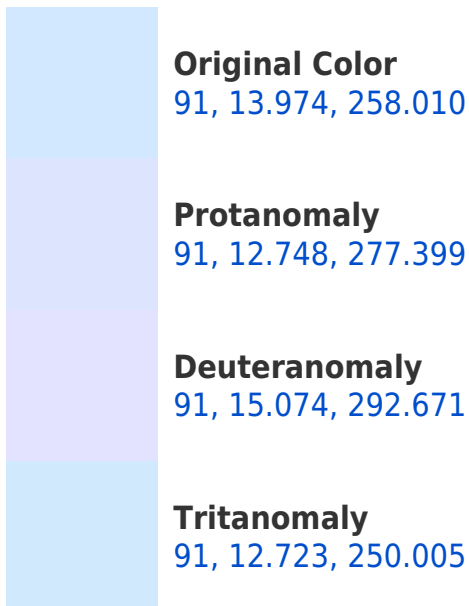 Original Color
91, 13.974, 258.010
Protanomaly
91, 12.748, 277.399
Deuteranomaly
91, 15.074, 292.671
Tritanomaly
91, 12.723, 250.005